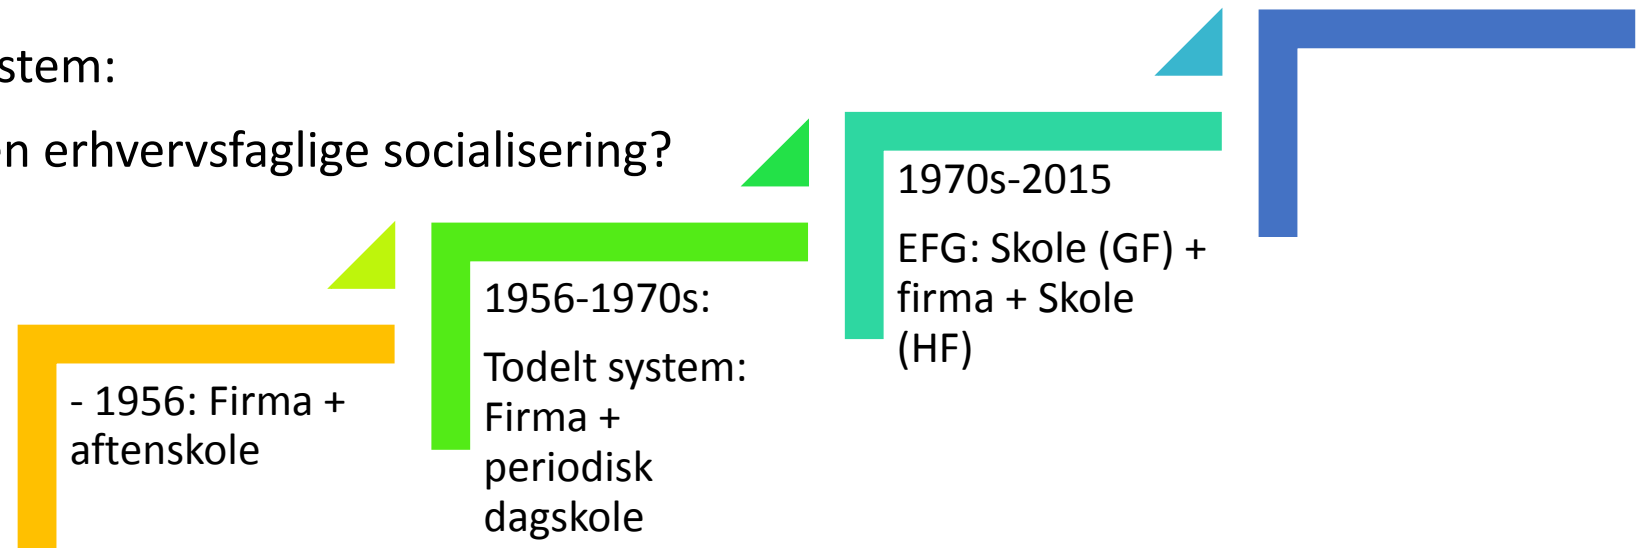 stem:
en erhvervsfaglige socialisering?
- 1956: Firma +
aftenskole
1956-1970s:
Todelt system:
Firma +
periodisk
dagskole
1970s-2015
EFG: Skole (GF) +
firma + Skole
(HF)